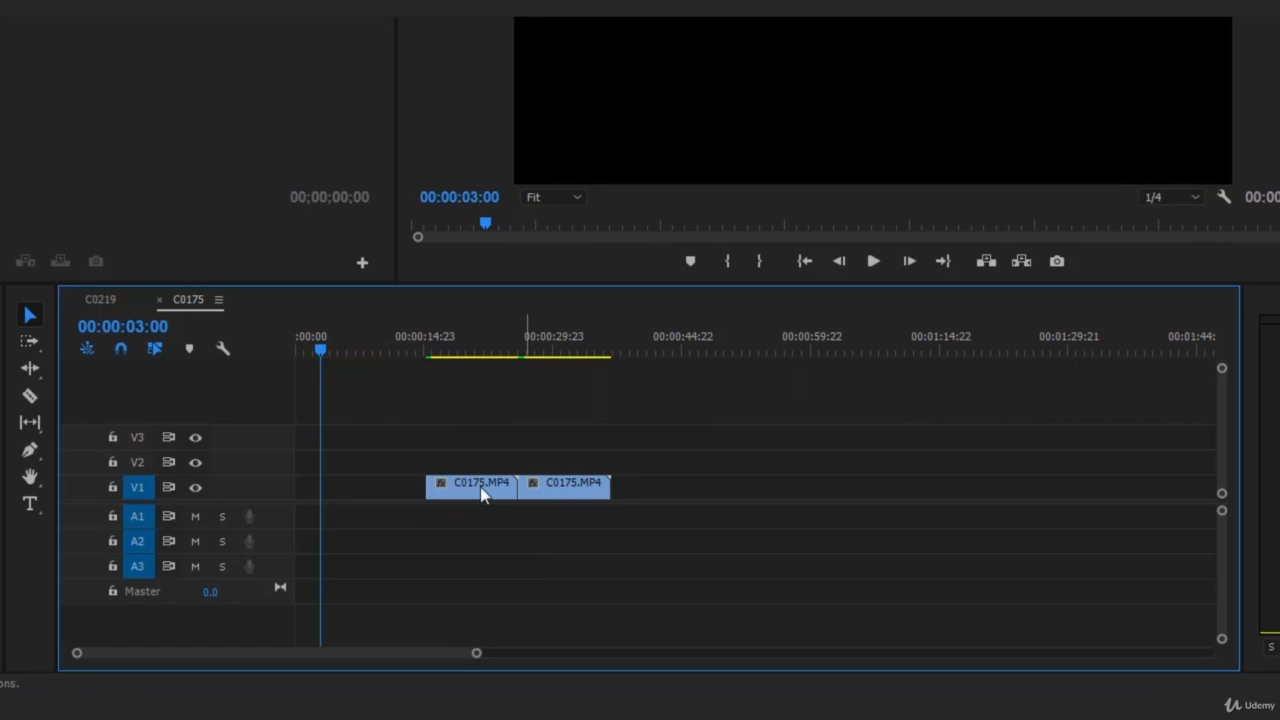 00;00;00;00
00:00:03:00
Fit
1/4
00:00
C0219
× C0175
00:00:03:00
:00:00
00:00:14:23
00:00:29:23
00:00:44:22
00:00:59:22
00:01:14:22
00:01:29:21
00:01:44:
V3
V2
V1
C0175.MP4
C0175.MP4
A1 M S
A2 M S
A3 M S
Master 0.0
T
S
ons.
Udemy